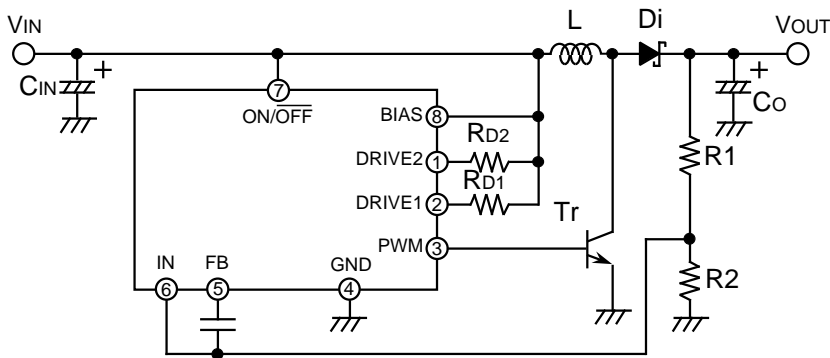 VIN
L
Di
VOUT
+
CIN
7
ON/OFF
BIAS
8
+
CO
DRIVE2
1
RD2
R1
DRIVE1
2
RD1
Tr
PWM
3
IN
FB
GND
6
5
4
R2